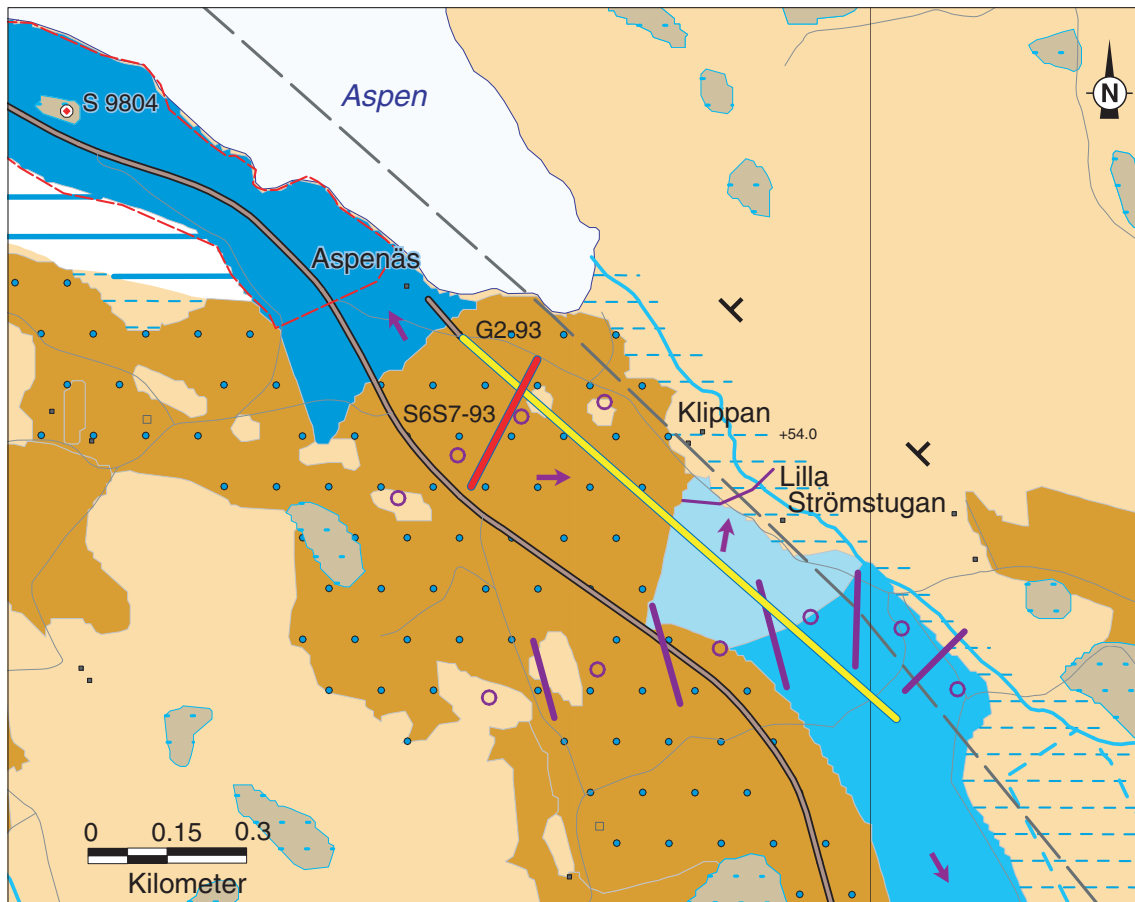 Aspen
N
S 9804
Aspenäs
G2-93
S6S7-93
Klippan
+54.0
Lilla
Strömstugan
0 0.15 0.3
Kilometer